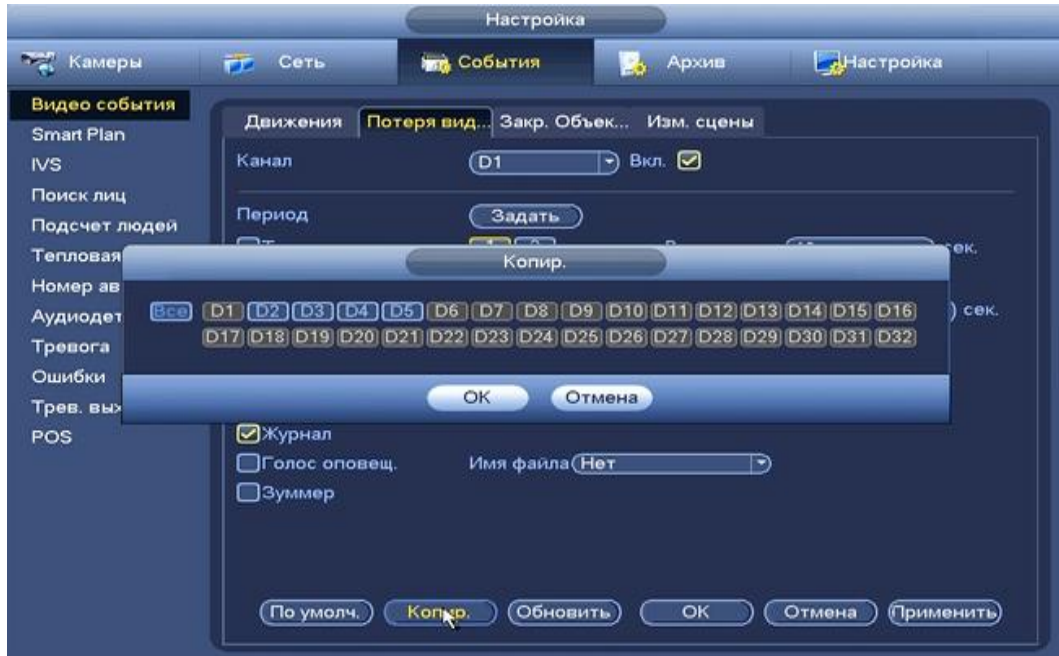 Настройка
Камеры Сеть События Архив Настройка
Видео события
Smart Plan
IVS
Поиск лиц
Подсчет людей
Тепловая
Номер ав
Аудиодет
Тревога
Ошибки
Трев. вых
POS
Движения Потеря вид... Закр. Объек... Изм. сцены
Канал D1 Вкл.
Период Задать
ек.
Копир.
Все D1 D2 D3 D4 D5 D6 D7 D8 D9 D10 D11 D12 D13 D14 D15 D16
) сек.
D17 D18 D19 D20 D21 D22 D23 D24 D25 D26 D27 D28 D29 D30 D31 D32
OK Отмена
Журнал
Голос оповещ. Имя файла Нет
Зуммер
По умолч. Копир. Обновить OK Отмена Применить